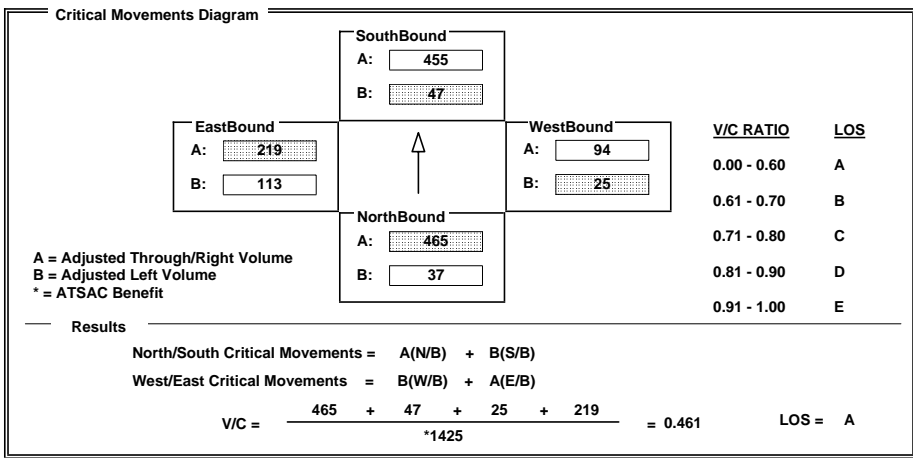 Critical Movements Diagram
SouthBound
A: 455
B: 47
EastBound
A: 219
B: 113
WestBound
A: 94
B: 25
NorthBound
A: 465
B: 37
V/C RATIO LOS
0.00 - 0.60 A
0.61 - 0.70 B
0.71 - 0.80 C
0.81 - 0.90 D
0.91 - 1.00 E
A = Adjusted Through/Right Volume
B = Adjusted Left Volume
* = ATSAC Benefit
Results
North/South Critical Movements = A(N/B) + B(S/B)
West/East Critical Movements = B(W/B) + A(E/B)
V/C = 465 + 47 + 25 + 219 = 0.461 LOS = A
*1425